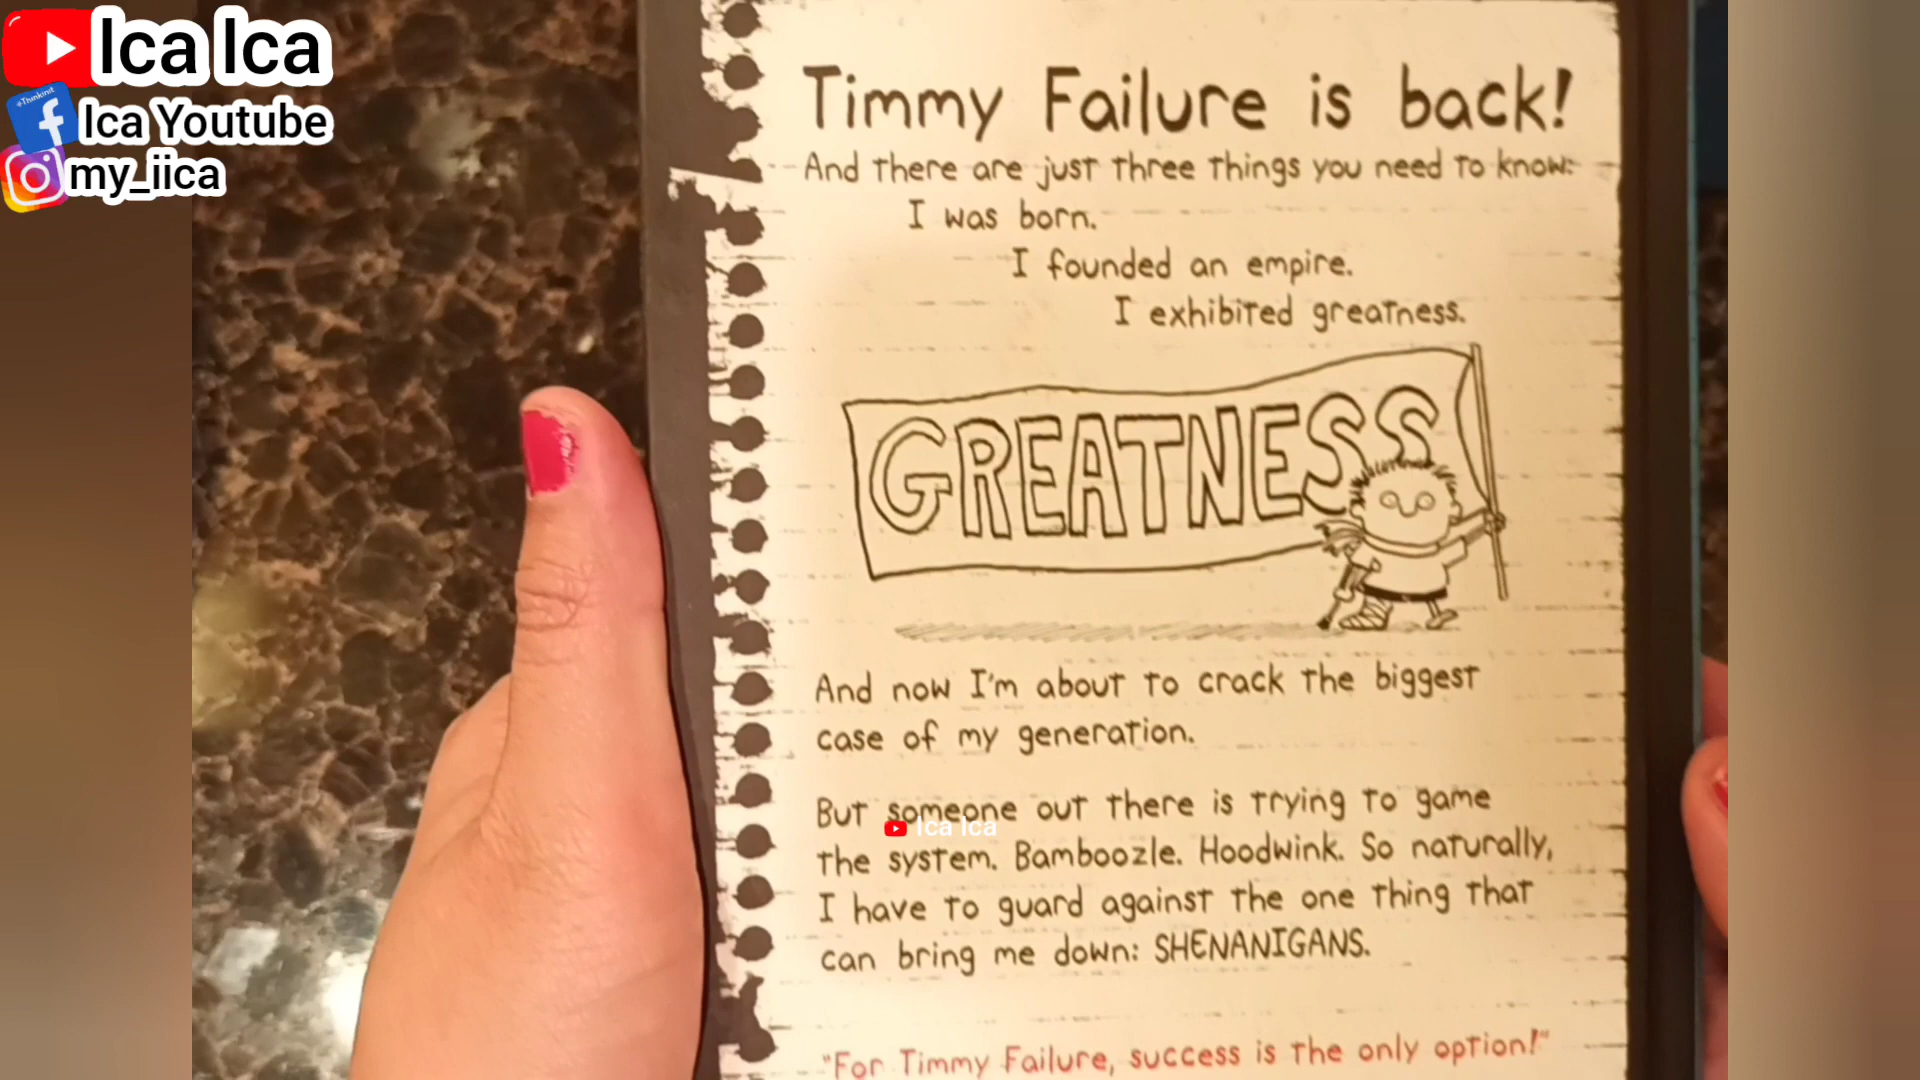 Ica Ica
@Thinkinit
Ica Youtube
my_iica
Timmy Failure is back!
And there are just three things you need to know:
I was born.
I founded an empire.
I exhibited greatness.
GREATNESS
And now I'm about to crack the biggest
case of my generation.
But someone out there is trying to game
Ica Ica
the system. Bamboozle. Hoodwink. So naturally,
I have to guard against the one thing that
can bring me down: SHENANIGANS.
"For Timmy Failure, success is the only option!"